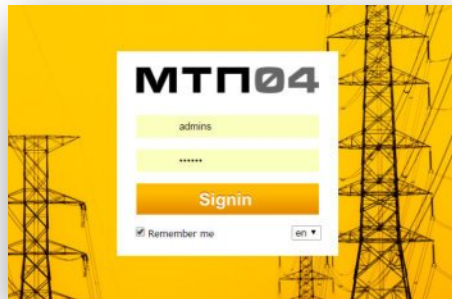 МТП04
admins
••••••
Signin
Remember me
en